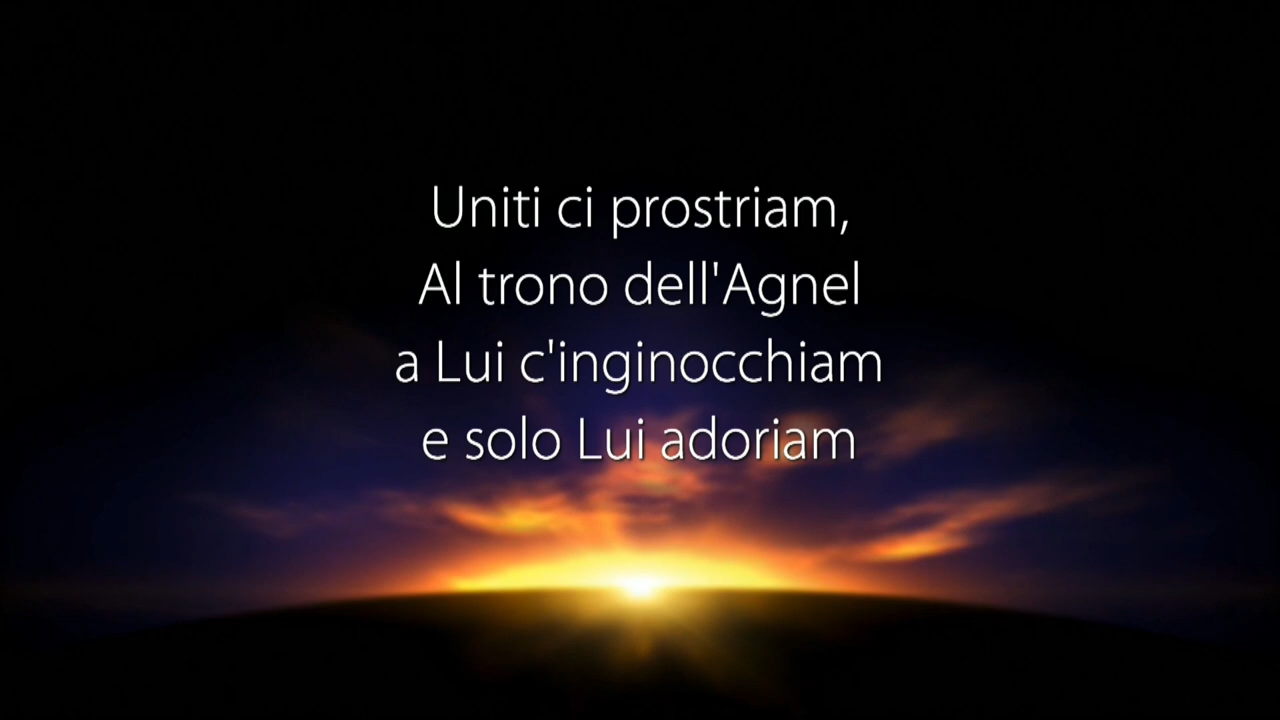 Uniti ci prostriam,
Al trono dell'Agnel
a Lui c'inginocchiam
e solo Lui adoriam